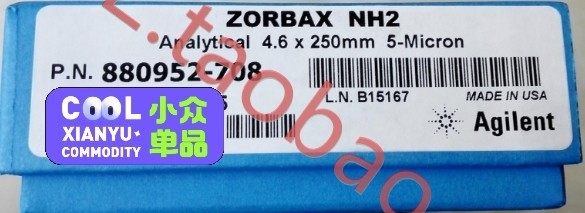 ZORBAX NH2
Analytical 4.6 x 250mm 5-Micron
P.N. 880952-708
L.N. B15167
MADE IN USA
Agilent
COOL
XIANYU
COMMODITY
小众
单品
.taobao